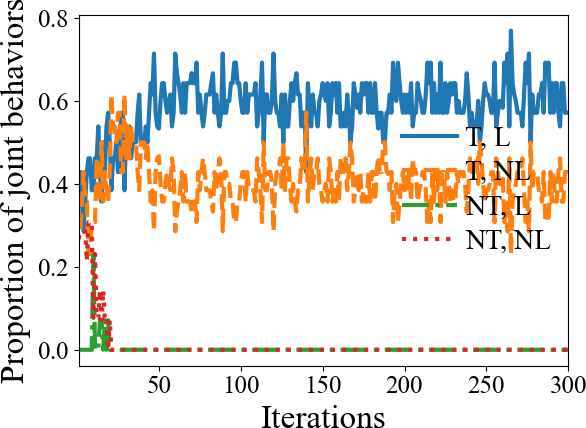 Proportion of joint behaviors
0.8
0.6
0.4
0.2
0.0
T, L
T, NL
NT, L
NT, NL
50
100
150
200
250
300
Iterations